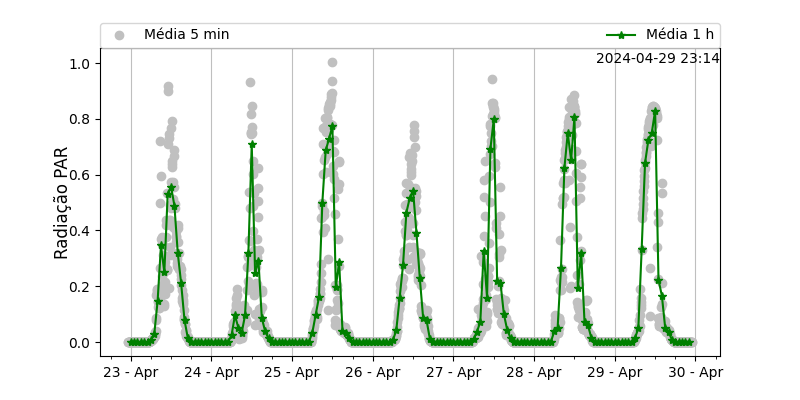 Média 5 min
Média 1 h
2024-04-29 23:14
Radiação PAR
1.0
0.8
0.6
0.4
0.2
0.0
23 - Apr
24 - Apr
25 - Apr
26 - Apr
27 - Apr
28 - Apr
29 - Apr
30 - Apr